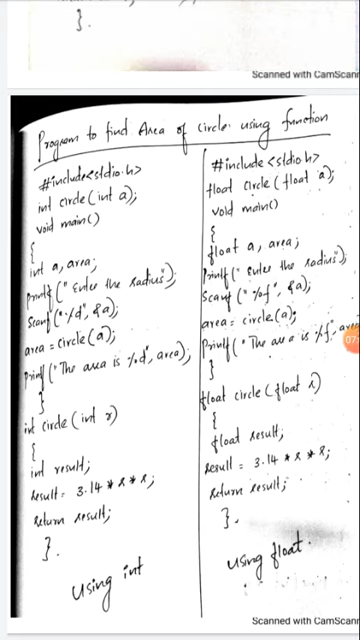 }.
Scanned with CamScann
Program to find Area of circle using function
#include<stdio.h>
int circle(int a);
void main()
{
int a, area;
Printf("Enter the radius");
Scanf("%d", &a);
area = circle(a);
Printf("The area is %d", area);
}
int circle(int r)
{
int result;
result = 3.14 * r * r;
return result;
}.
using int
#include<stdio.h>
float circle(float a);
void main()
{
float a, area;
Printf("Enter the radius");
Scanf("%f", &a);
area = circle(a);
Printf("The area is %f", area
}
float circle(float r)
{
float result;
result = 3.14 * r * r;
return result;
}.
using float.
07:
Scanned with CamScann